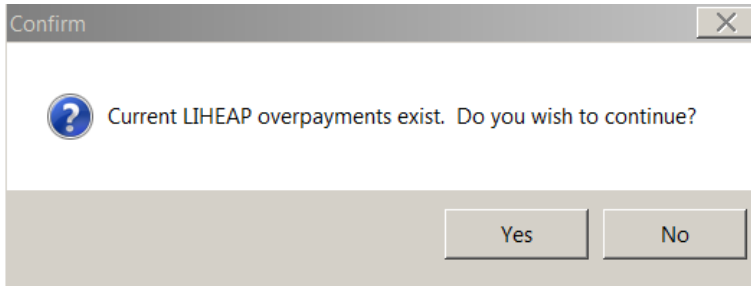 Confirm
Current LIHEAP overpayments exist.  Do you wish to continue?
Yes
No